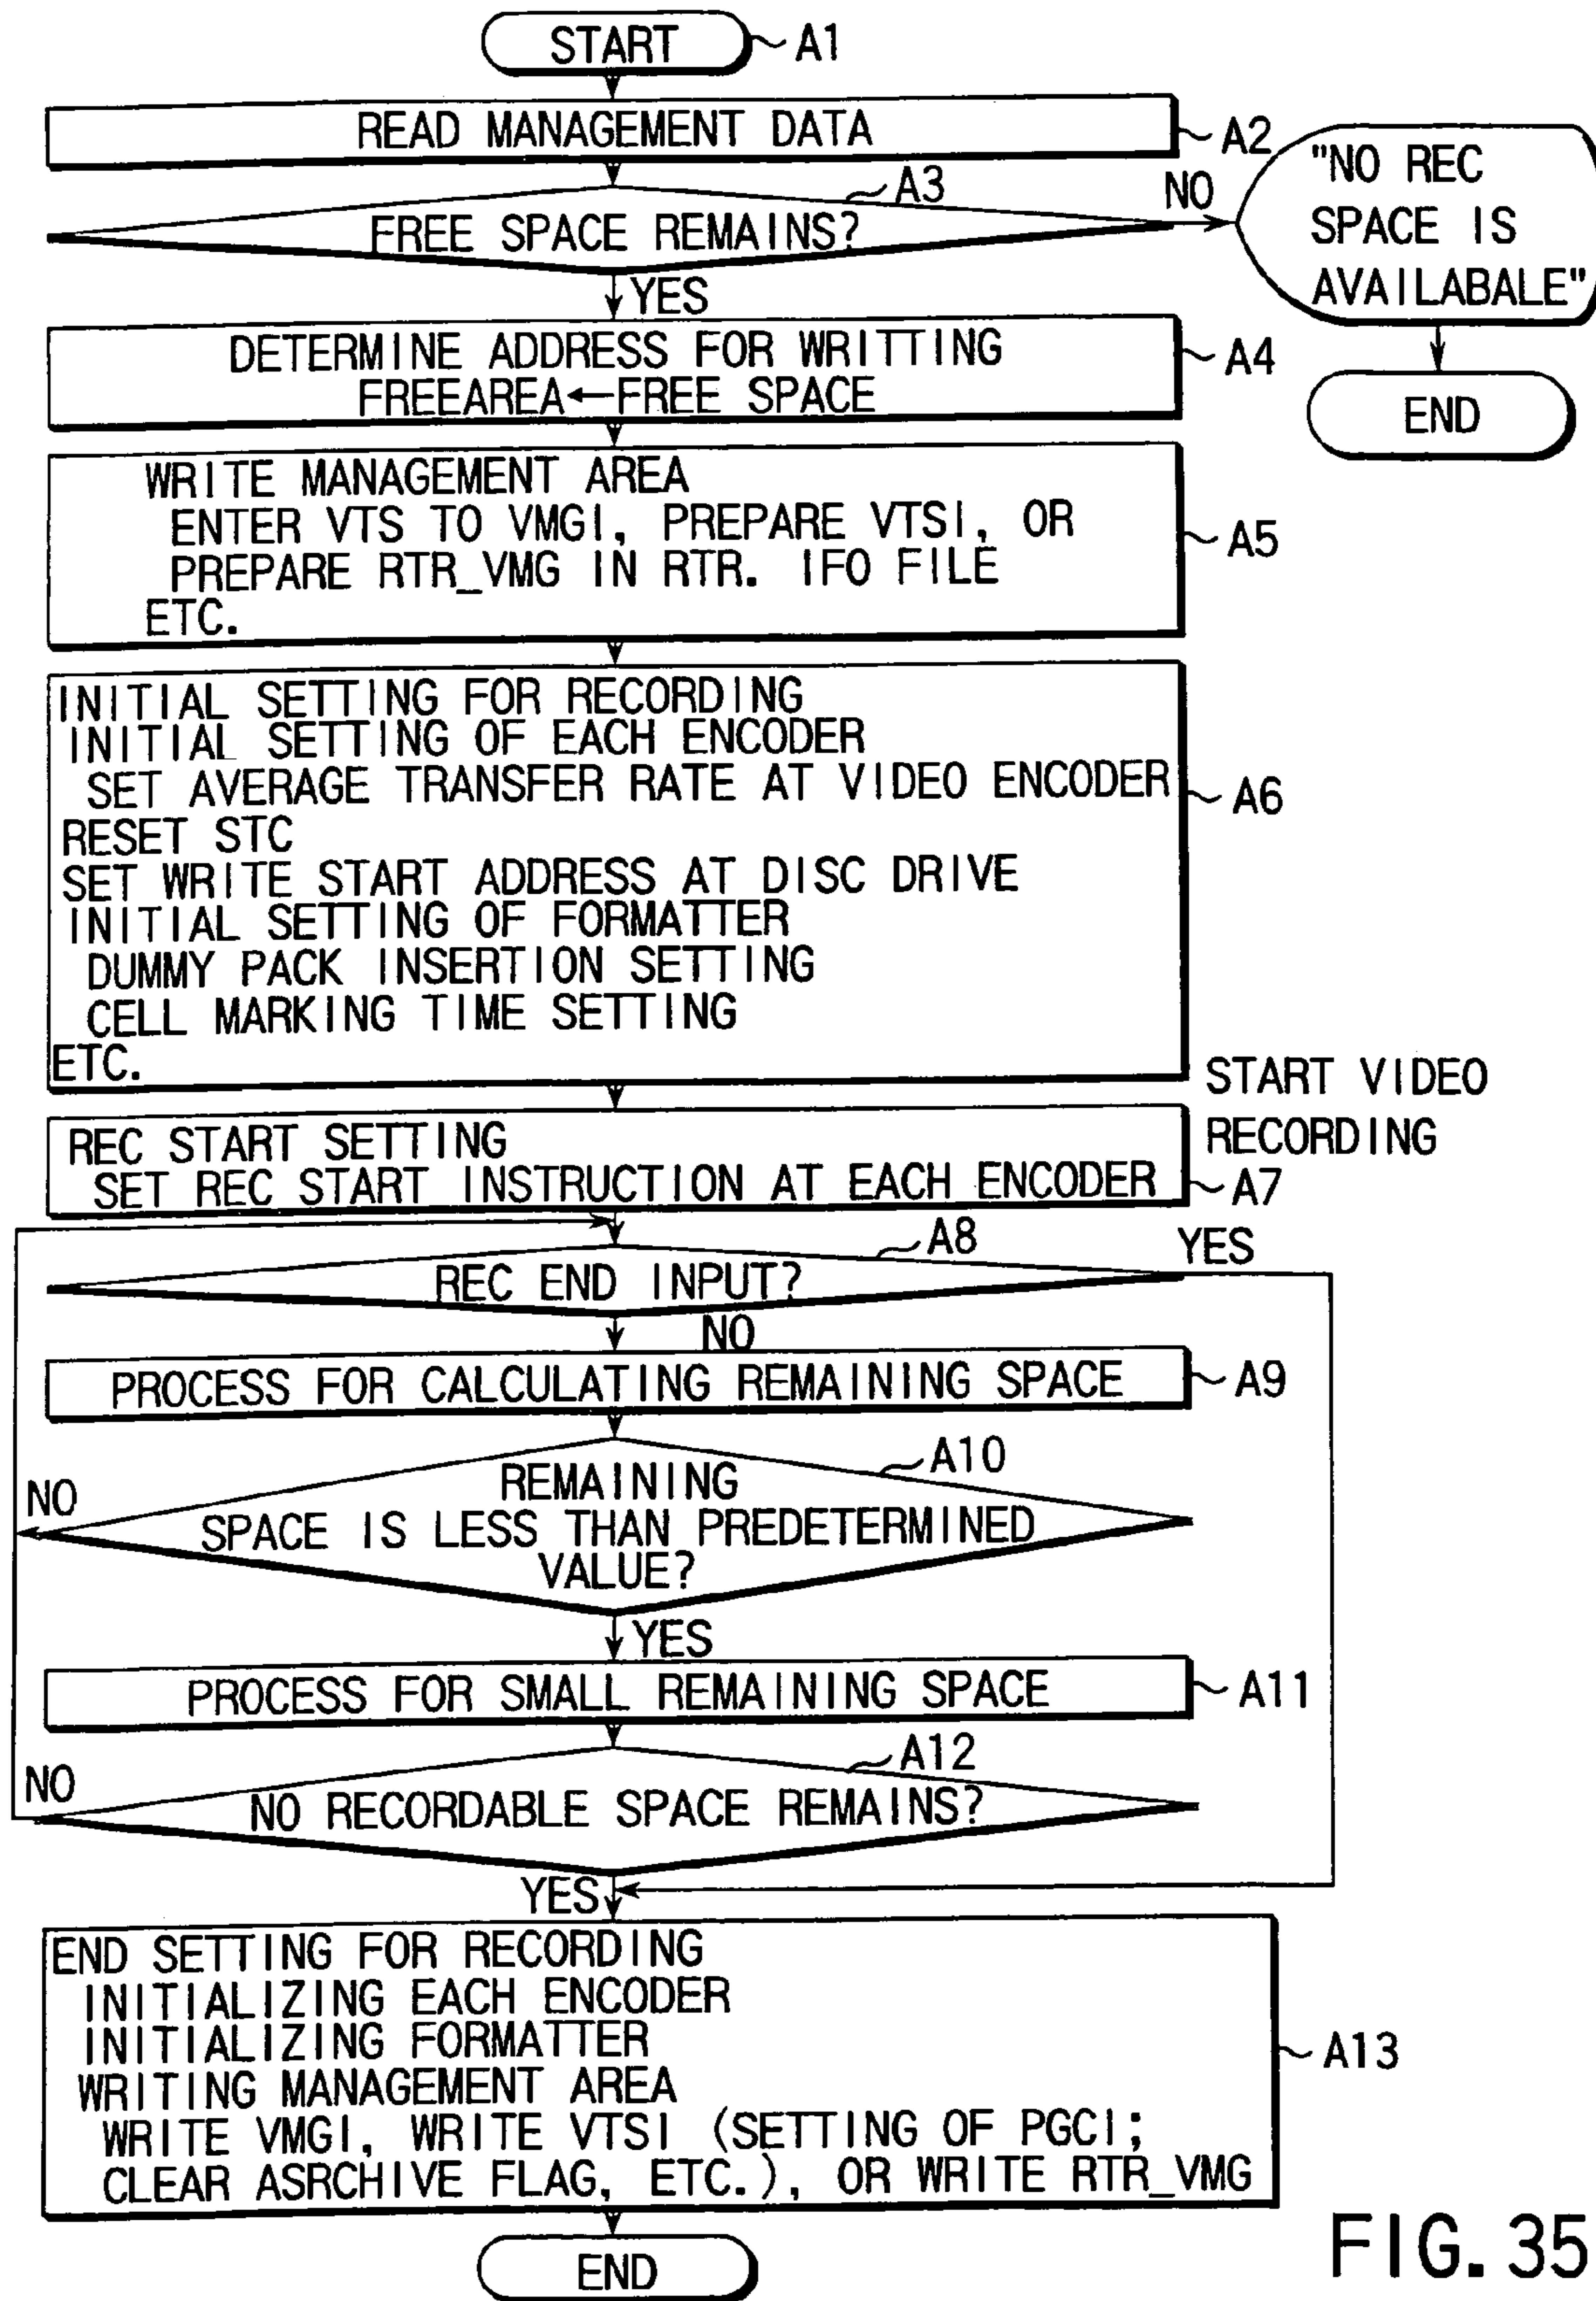 START
A1
READ MANAGEMENT DATA
A2
FREE SPACE REMAINS?
A3
NO
"NO REC
SPACE IS
AVAILABALE"
END
YES
DETERMINE ADDRESS FOR WRITTING
FREEAREA←FREE SPACE
A4
WRITE MANAGEMENT AREA
ENTER VTS TO VMGI, PREPARE VTSI, OR
PREPARE RTR_VMG IN RTR. IFO FILE
ETC.
A5
INITIAL SETTING FOR RECORDING
INITIAL SETTING OF EACH ENCODER
SET AVERAGE TRANSFER RATE AT VIDEO ENCODER
RESET STC
SET WRITE START ADDRESS AT DISC DRIVE
INITIAL SETTING OF FORMATTER
DUMMY PACK INSERTION SETTING
CELL MARKING TIME SETTING
ETC.
A6
START VIDEO
RECORDING
REC START SETTING
SET REC START INSTRUCTION AT EACH ENCODER
A7
A8
YES
REC END INPUT?
NO
PROCESS FOR CALCULATING REMAINING SPACE
A9
A10
REMAINING
SPACE IS LESS THAN PREDETERMINED
VALUE?
NO
YES
PROCESS FOR SMALL REMAINING SPACE
A11
A12
NO
NO RECORDABLE SPACE REMAINS?
YES
END SETTING FOR RECORDING
INITIALIZING EACH ENCODER
INITIALIZING FORMATTER
WRITING MANAGEMENT AREA
WRITE VMGI, WRITE VTSI (SETTING OF PGCI;
CLEAR ASRCHIVE FLAG, ETC.), OR WRITE RTR_VMG
A13
END
FIG. 35